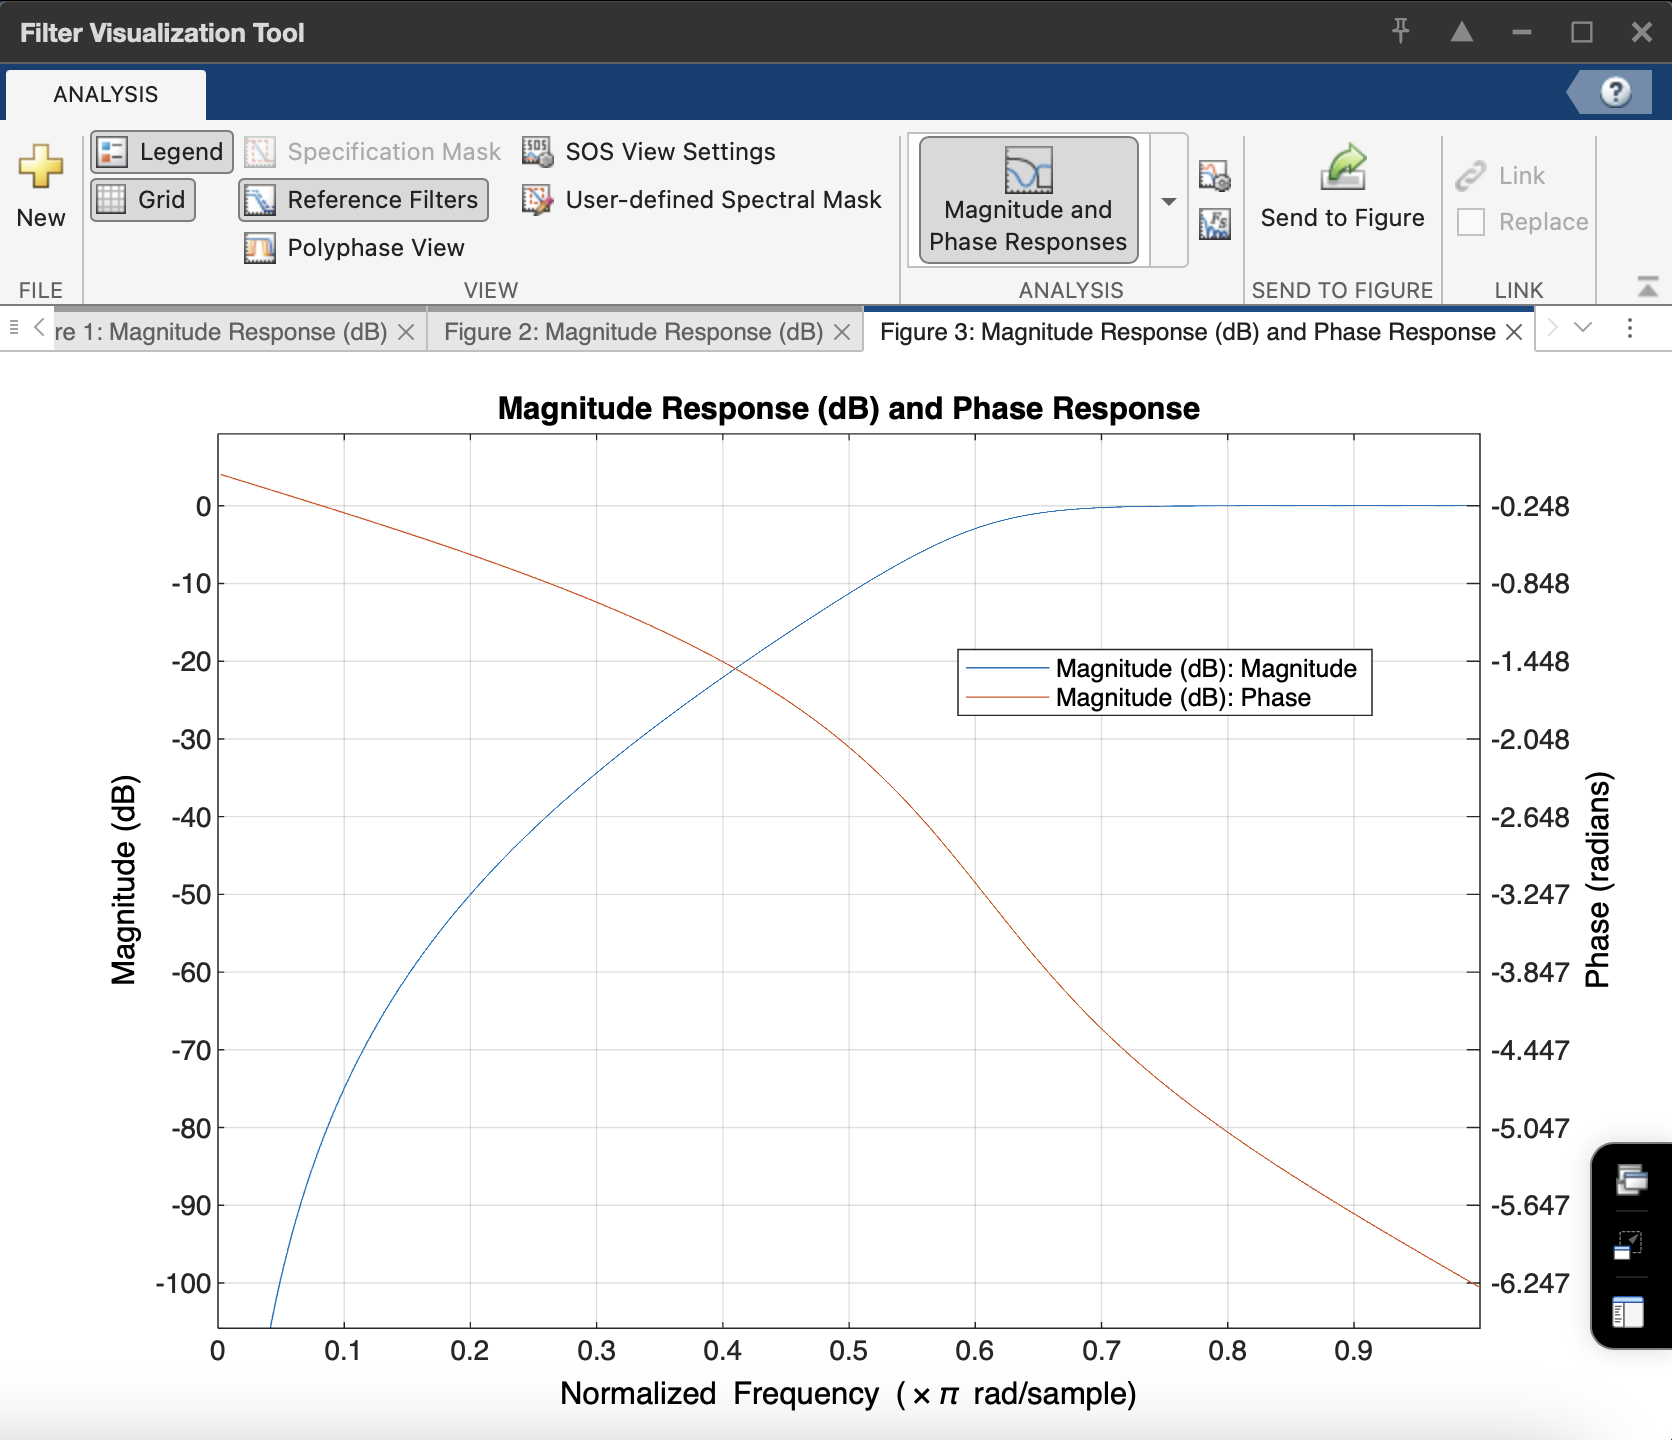 Filter Visualization Tool
ANALYSIS
?
New
Legend
Grid
Specification Mask
Reference Filters
Polyphase View
SOS
SOS View Settings
User-defined Spectral Mask
Magnitude and
Phase Responses
Fs
Send to Figure
Link
Replace
FILE
VIEW
ANALYSIS
SEND TO FIGURE
LINK
re 1: Magnitude Response (dB)
Figure 2: Magnitude Response (dB)
Figure 3: Magnitude Response (dB) and Phase Response
Magnitude Response (dB) and Phase Response
Magnitude (dB)
0
-10
-20
-30
-40
-50
-60
-70
-80
-90
-100
Magnitude (dB): Magnitude
Magnitude (dB): Phase
-0.248
-0.848
-1.448
-2.048
-2.648
-3.247
-3.847
-4.447
-5.047
-5.647
-6.247
Phase (radians)
0 0.1 0.2 0.3 0.4 0.5 0.6 0.7 0.8 0.9
Normalized Frequency (×π rad/sample)